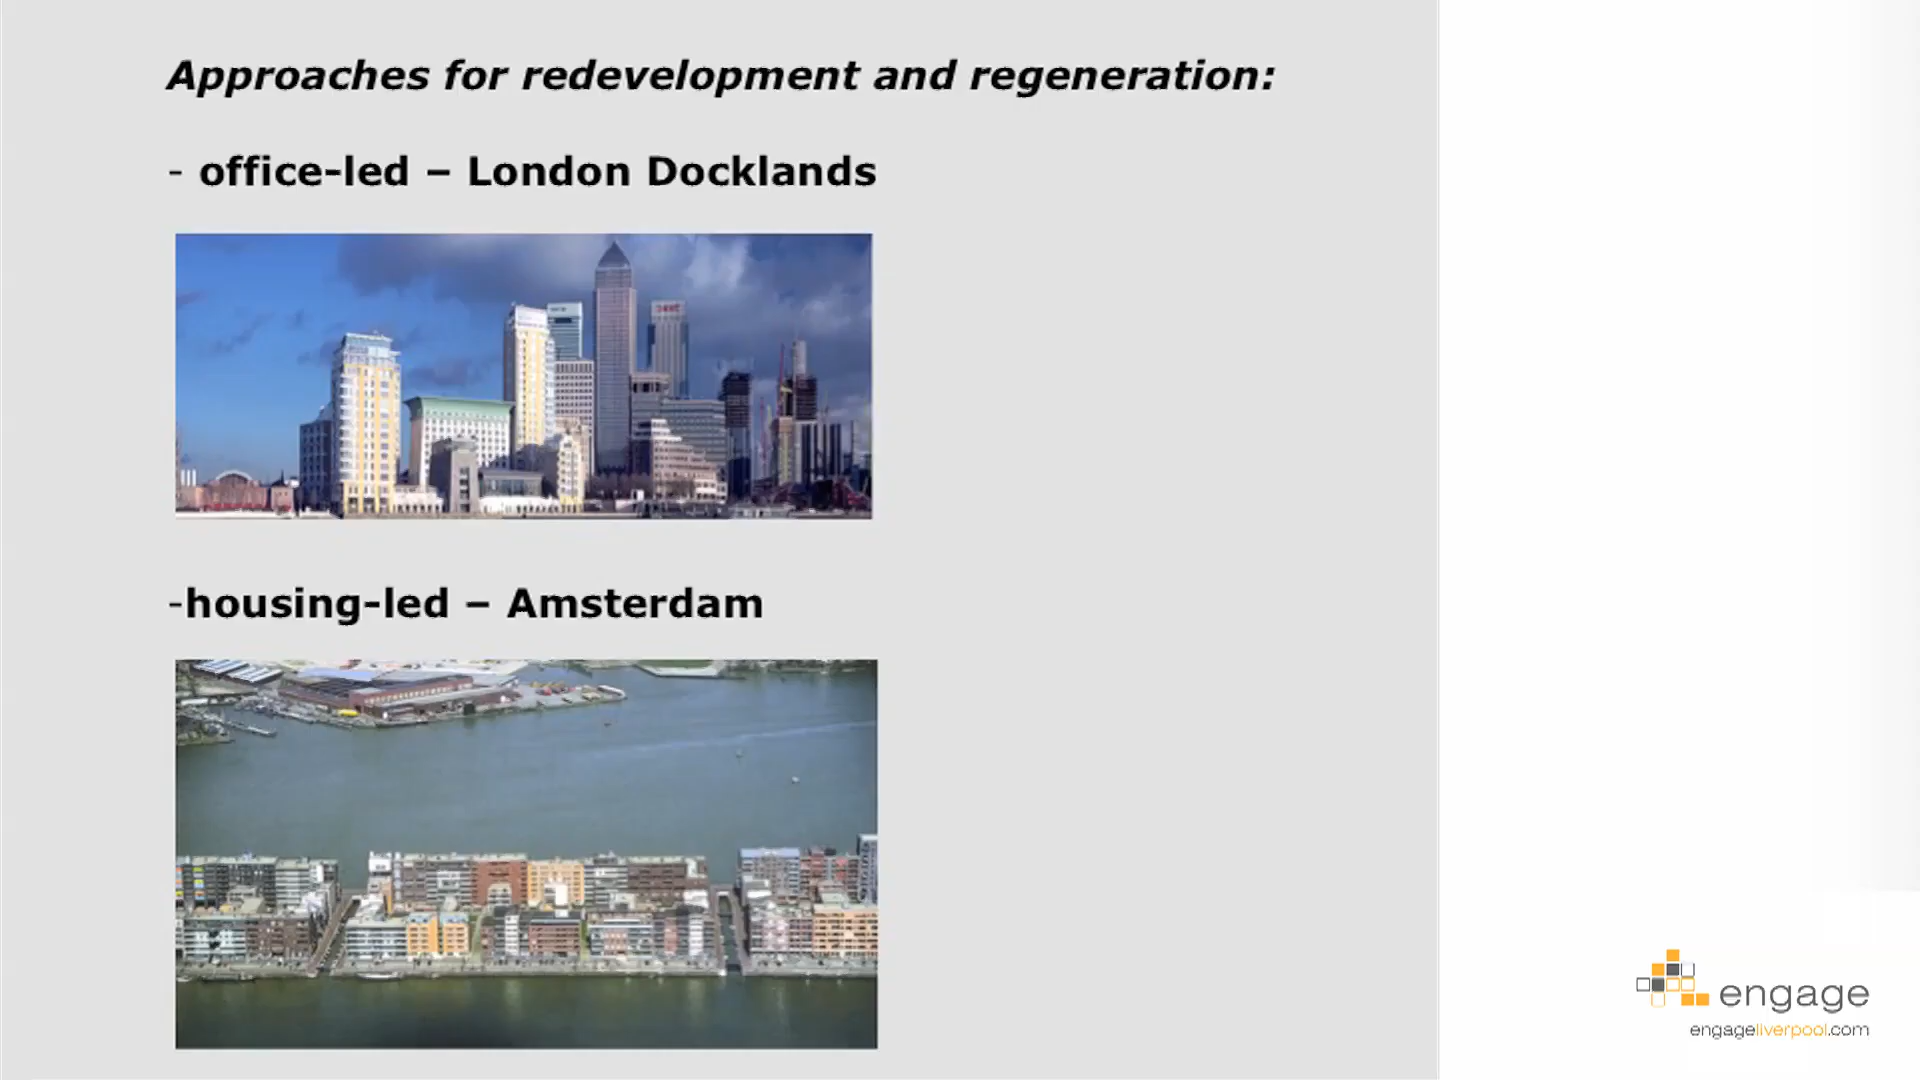 Approaches for redevelopment and regeneration:
- office-led – London Docklands
-housing-led – Amsterdam
engage
engageliverpool.com